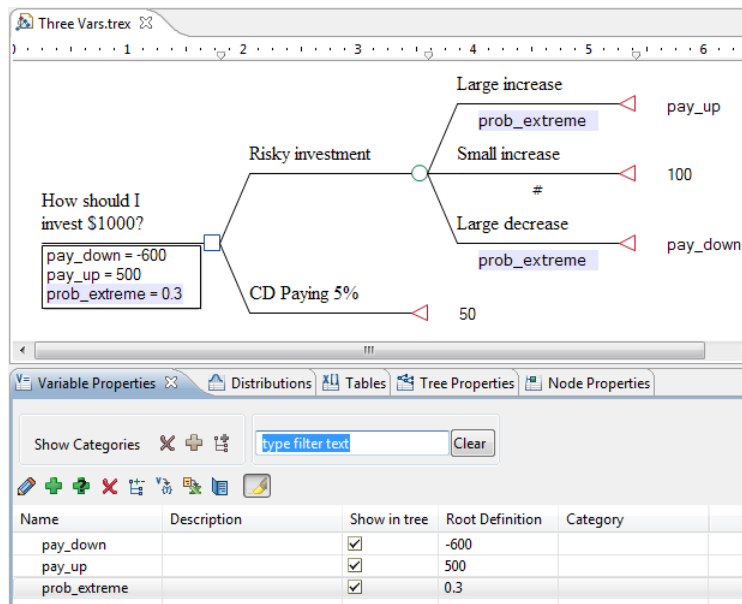 Three Vars.trex
0 1 2 3 4 5 6
Large increase
prob_extreme
pay_up
Risky investment
Small increase
#
100
How should I
invest $1000?
Large decrease
prob_extreme
pay_down
pay_down = -600
pay_up = 500
prob_extreme = 0.3
CD Paying 5%
50
Variable Properties Distributions Tables Tree Properties Node Properties
Show Categories type filter text Clear
Name Description Show in tree Root Definition Category
pay_down -600
pay_up 500
prob_extreme 0.3